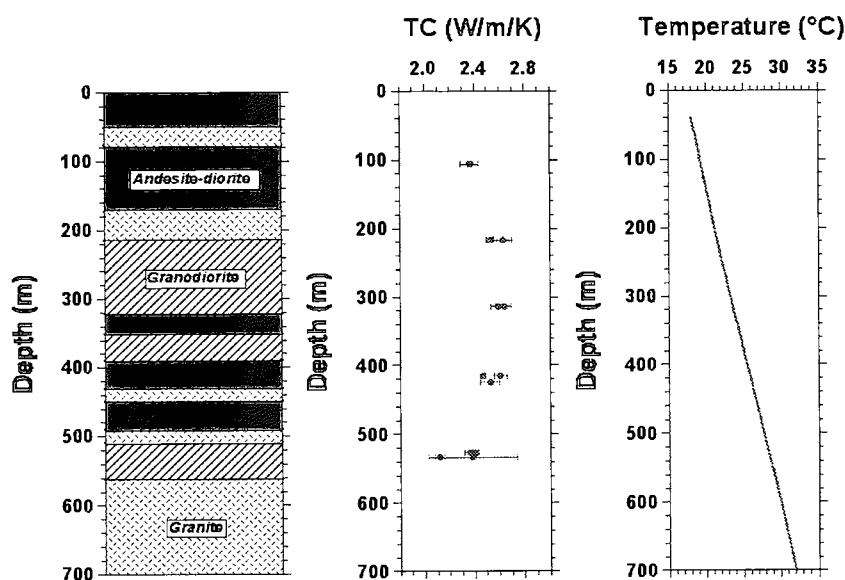 TC (W/m/K)
2.0 2.4 2.8
Temperature (°C)
15 20 25 30 35
Depth (m)
0
100
200
300
400
500
600
700
Andesite-diorite
Granodiorite
Granite
Depth (m)
0
100
200
300
400
500
600
700
Depth (m)
0
100
200
300
400
500
600
700